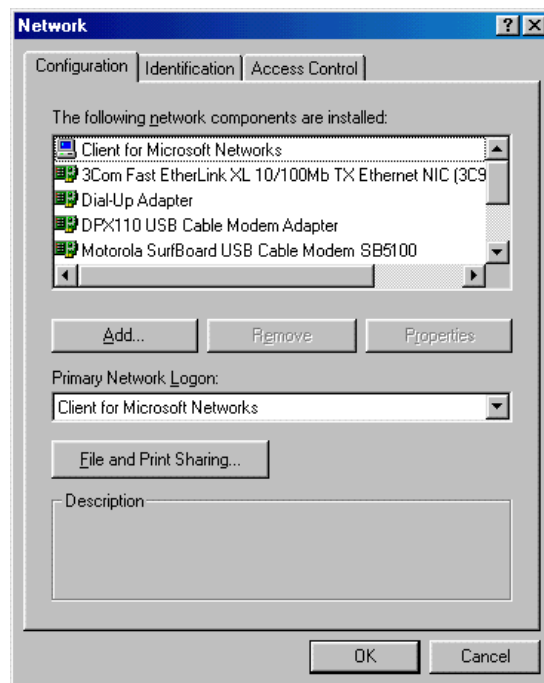 Network
Configuration Identification Access Control
The following network components are installed:
Client for Microsoft Networks
3Com Fast EtherLink XL 10/100Mb TX Ethernet NIC (3C9
Dial-Up Adapter
DPX110 USB Cable Modem Adapter
Motorola SurfBoard USB Cable Modem SB5100
Add... Remove Properties
Primary Network Logon:
Client for Microsoft Networks
File and Print Sharing...
Description
OK Cancel